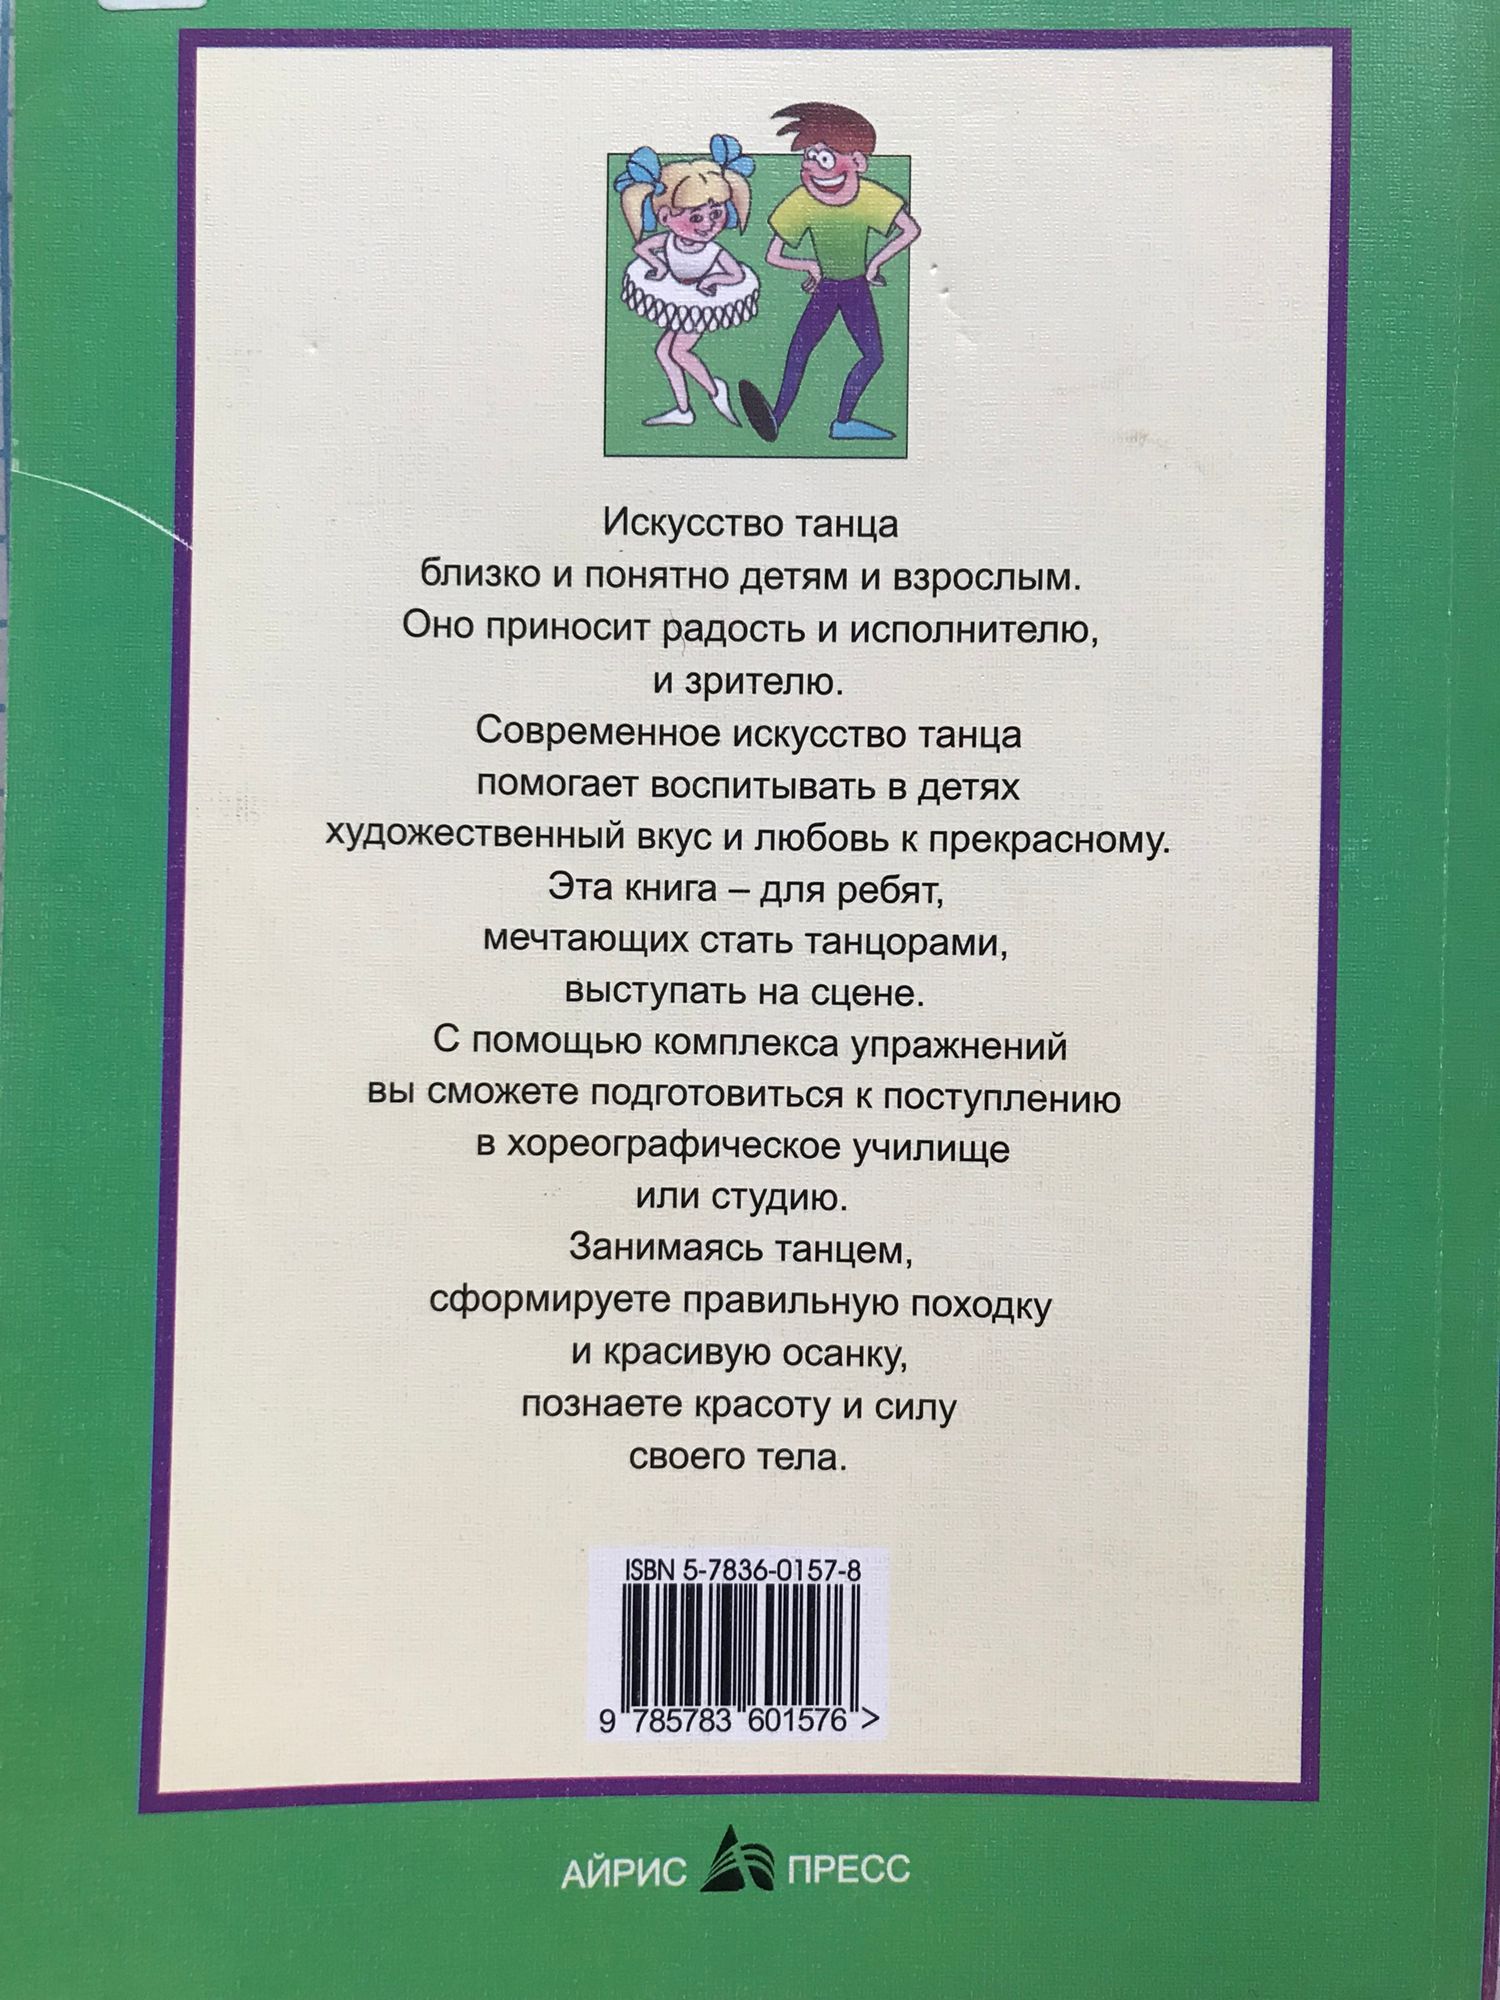 Искусство танца
близко и понятно детям и взрослым.
Оно приносит радость и исполнителю,
и зрителю.
Современное искусство танца
помогает воспитывать в детях
художественный вкус и любовь к прекрасному.
Эта книга – для ребят,
мечтающих стать танцорами,
выступать на сцене.
С помощью комплекса упражнений
вы сможете подготовиться к поступлению
в хореографическое училище
или студию.
Занимаясь танцем,
сформируете правильную походку
и красивую осанку,
познаете красоту и силу
своего тела.
ISBN 5-7836-0157-8
9 785783 601576 >
АЙРИС ПРЕСС